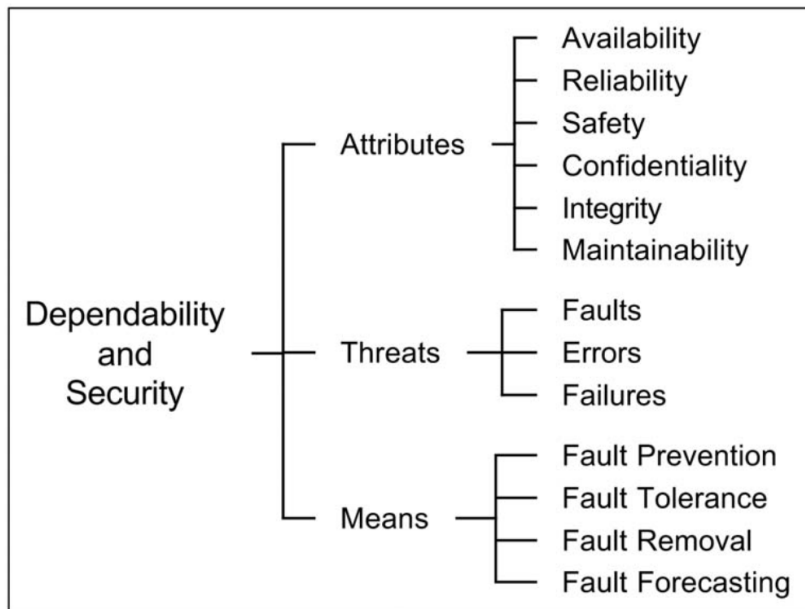 Dependability
and
Security
Attributes
Availability
Reliability
Safety
Confidentiality
Integrity
Maintainability
Threats
Faults
Errors
Failures
Means
Fault Prevention
Fault Tolerance
Fault Removal
Fault Forecasting